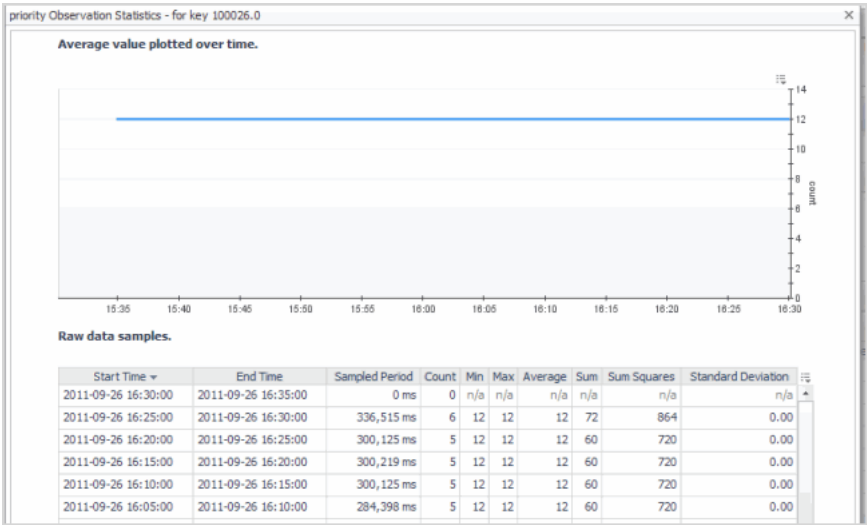 priority Observation Statistics - for key 100026.0
Average value plotted over time.
14
12
10
8
6
4
2
0
count
15:35 15:40 15:45 15:50 15:55 16:00 16:05 16:10 16:15 16:20 16:25 16:30
Raw data samples.
Start Time End Time Sampled Period Count Min Max Average Sum Sum Squares Standard Deviation
2011-09-26 16:30:00 2011-09-26 16:35:00 0 ms 0 n/a n/a n/a n/a n/a n/a
2011-09-26 16:25:00 2011-09-26 16:30:00 336,515 ms 6 12 12 12 72 864 0.00
2011-09-26 16:20:00 2011-09-26 16:25:00 300,125 ms 5 12 12 12 60 720 0.00
2011-09-26 16:15:00 2011-09-26 16:20:00 300,219 ms 5 12 12 12 60 720 0.00
2011-09-26 16:10:00 2011-09-26 16:15:00 300,125 ms 5 12 12 12 60 720 0.00
2011-09-26 16:05:00 2011-09-26 16:10:00 284,398 ms 5 12 12 12 60 720 0.00